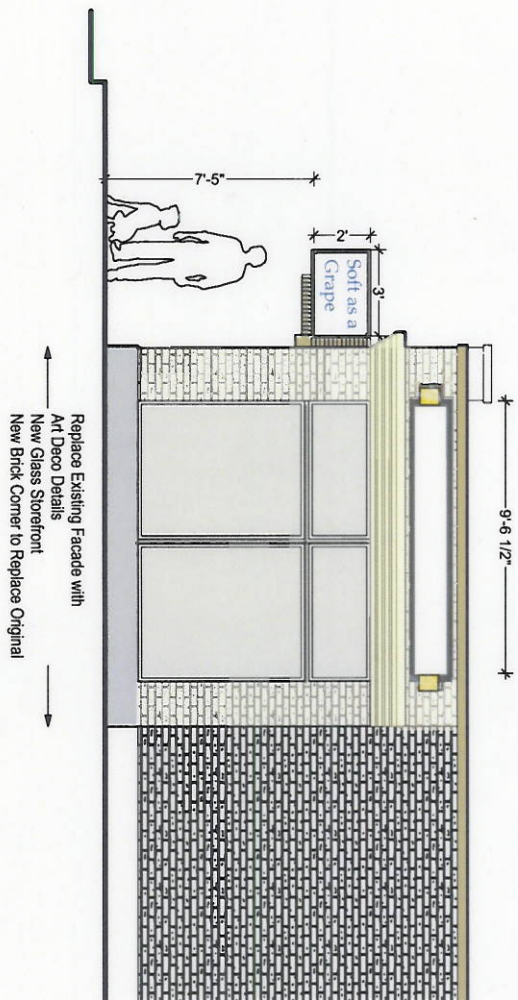 9'-6 1/2"
3'
2'
Soft as a
Grape
7'-5"
Replace Existing Facade with
Art Deco Details
New Glass Storefront
New Brick Corner to Replace Original